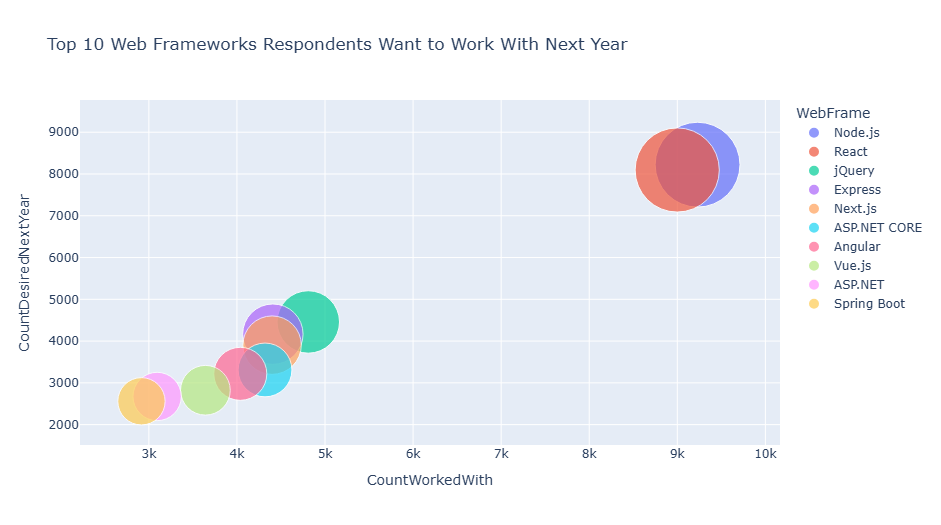 Top 10 Web Frameworks Respondents Want to Work With Next Year
WebFrame
Node.js
React
jQuery
Express
Next.js
ASP.NET CORE
Angular
Vue.js
ASP.NET
Spring Boot
CountDesiredNextYear
9000
8000
7000
6000
5000
4000
3000
2000
3k 4k 5k 6k 7k 8k 9k 10k
CountWorkedWith